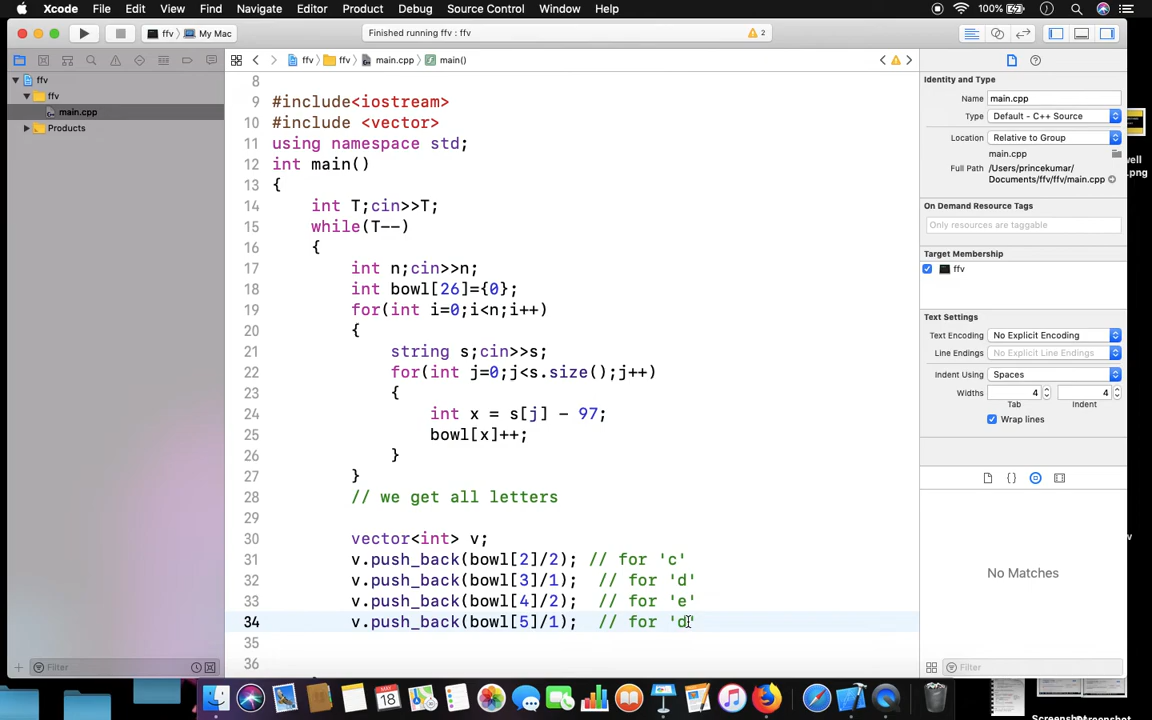 Xcode File Edit View Find Navigate Editor Product Debug Source Control Window Help 100%
ffv My Mac Finished running ffv : ffv 2
ffv ffv main.cpp main()
ffv
ffv
main.cpp
Products
8
9 #include<iostream>
10 #include <vector>
11 using namespace std;
12 int main()
13 {
14 int T;cin>>T;
15 while(T--)
16 {
17 int n;cin>>n;
18 int bowl[26]={0};
19 for(int i=0;i<n;i++)
20 {
21 string s;cin>>s;
22 for(int j=0;j<s.size();j++)
23 {
24 int x = s[j] - 97;
25 bowl[x]++;
26 }
27 }
28 // we get all letters
29
30 vector<int> v;
31 v.push_back(bowl[2]/2); // for 'c'
32 v.push_back(bowl[3]/1); // for 'd'
33 v.push_back(bowl[4]/2); // for 'e'
34 v.push_back(bowl[5]/1); // for 'd'
35
36
Filter
Identity and Type
Name main.cpp
Type Default - C++ Source
Location Relative to Group
main.cpp
Full Path /Users/princekumar/
Documents/ffv/ffv/main.cpp
On Demand Resource Tags
Only resources are taggable
Target Membership
ffv
Text Settings
Text Encoding No Explicit Encoding
Line Endings No Explicit Line Endings
Indent Using Spaces
Widths 4 4
Tab Indent
Wrap lines
{ }
No Matches
Filter
well
.png
MAY
18